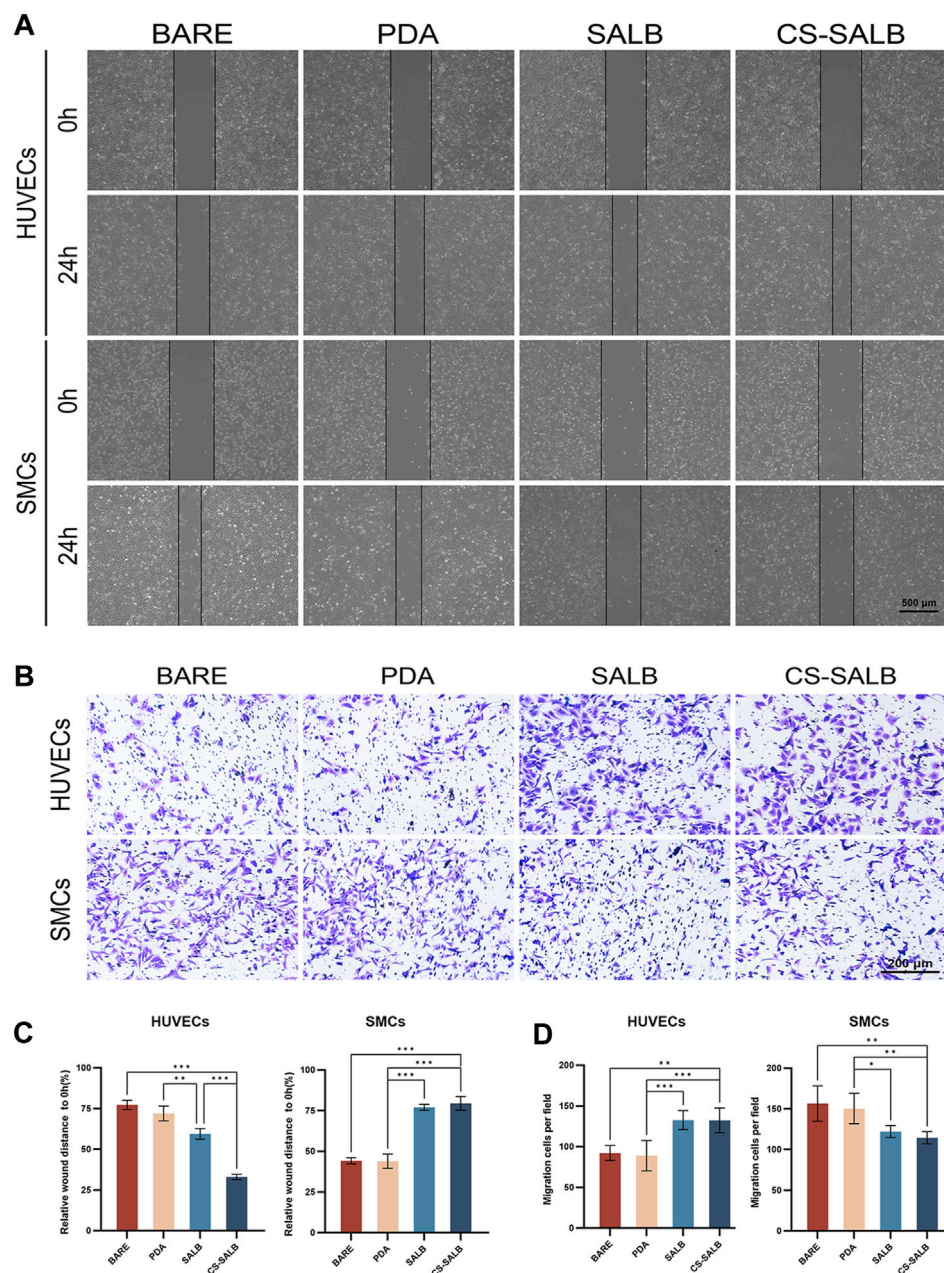 A
BARE PDA SALB CS-SALB
HUVECs
0h
24h
SMCs
0h
24h
500 μm
B
BARE PDA SALB CS-SALB
HUVECs
SMCs
200 μm
C
HUVECs
Relative wound distance to 0h(%)
100
75
50
25
0
***
** ***
BARE PDA SALB CS-SALB
SMCs
Relative wound distance to 0h(%)
100
75
50
25
0
***
***
***
BARE PDA SALB CS-SALB
D
HUVECs
Migration cells per field
200
150
100
50
0
**
***
***
BARE PDA SALB CS-SALB
SMCs
Migration cells per field
200
150
100
50
0
**
**
*
BARE PDA SALB CS-SALB